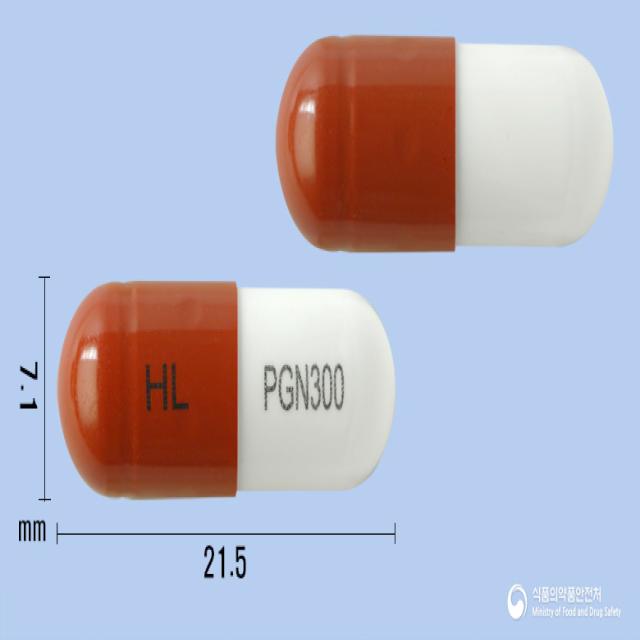 HL PGN300
7.1
mm
21.5
식품의약품안전처
Ministry of Food and Drug Safety